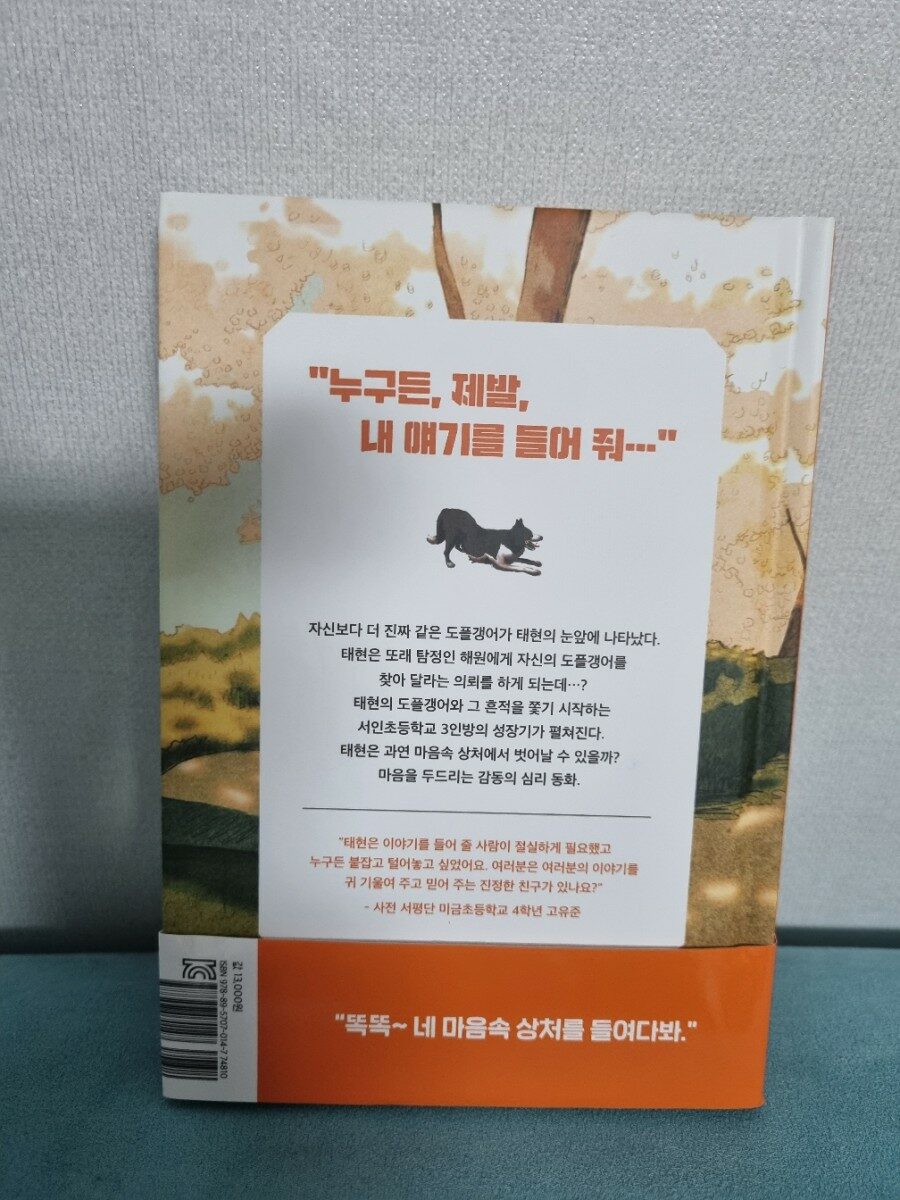 "누구든, 제발,
내 얘기를 들어 줘…"
자신보다 더 진짜 같은 도플갱어가 태현의 눈앞에 나타났다.
태현은 또래 탐정인 해원에게 자신의 도플갱어를
찾아 달라는 의뢰를 하게 되는데…?
태현의 도플갱어와 그 흔적을 쫓기 시작하는
서인초등학교 3인방의 성장기가 펼쳐진다.
태현은 과연 마음속 상처에서 벗어날 수 있을까?
마음을 두드리는 감동의 심리 동화.
"태현은 이야기를 들어 줄 사람이 절실하게 필요했고
누구든 붙잡고 털어놓고 싶었어요. 여러분은 여러분의 이야기를
귀 기울여 주고 믿어 주는 진정한 친구가 있나요?"
- 사전 서평단 미금초등학교 4학년 고유준
"똑똑~ 네 마음속 상처를 들여다봐."
값 13,000원
ISBN 978-89-5707-014-774810